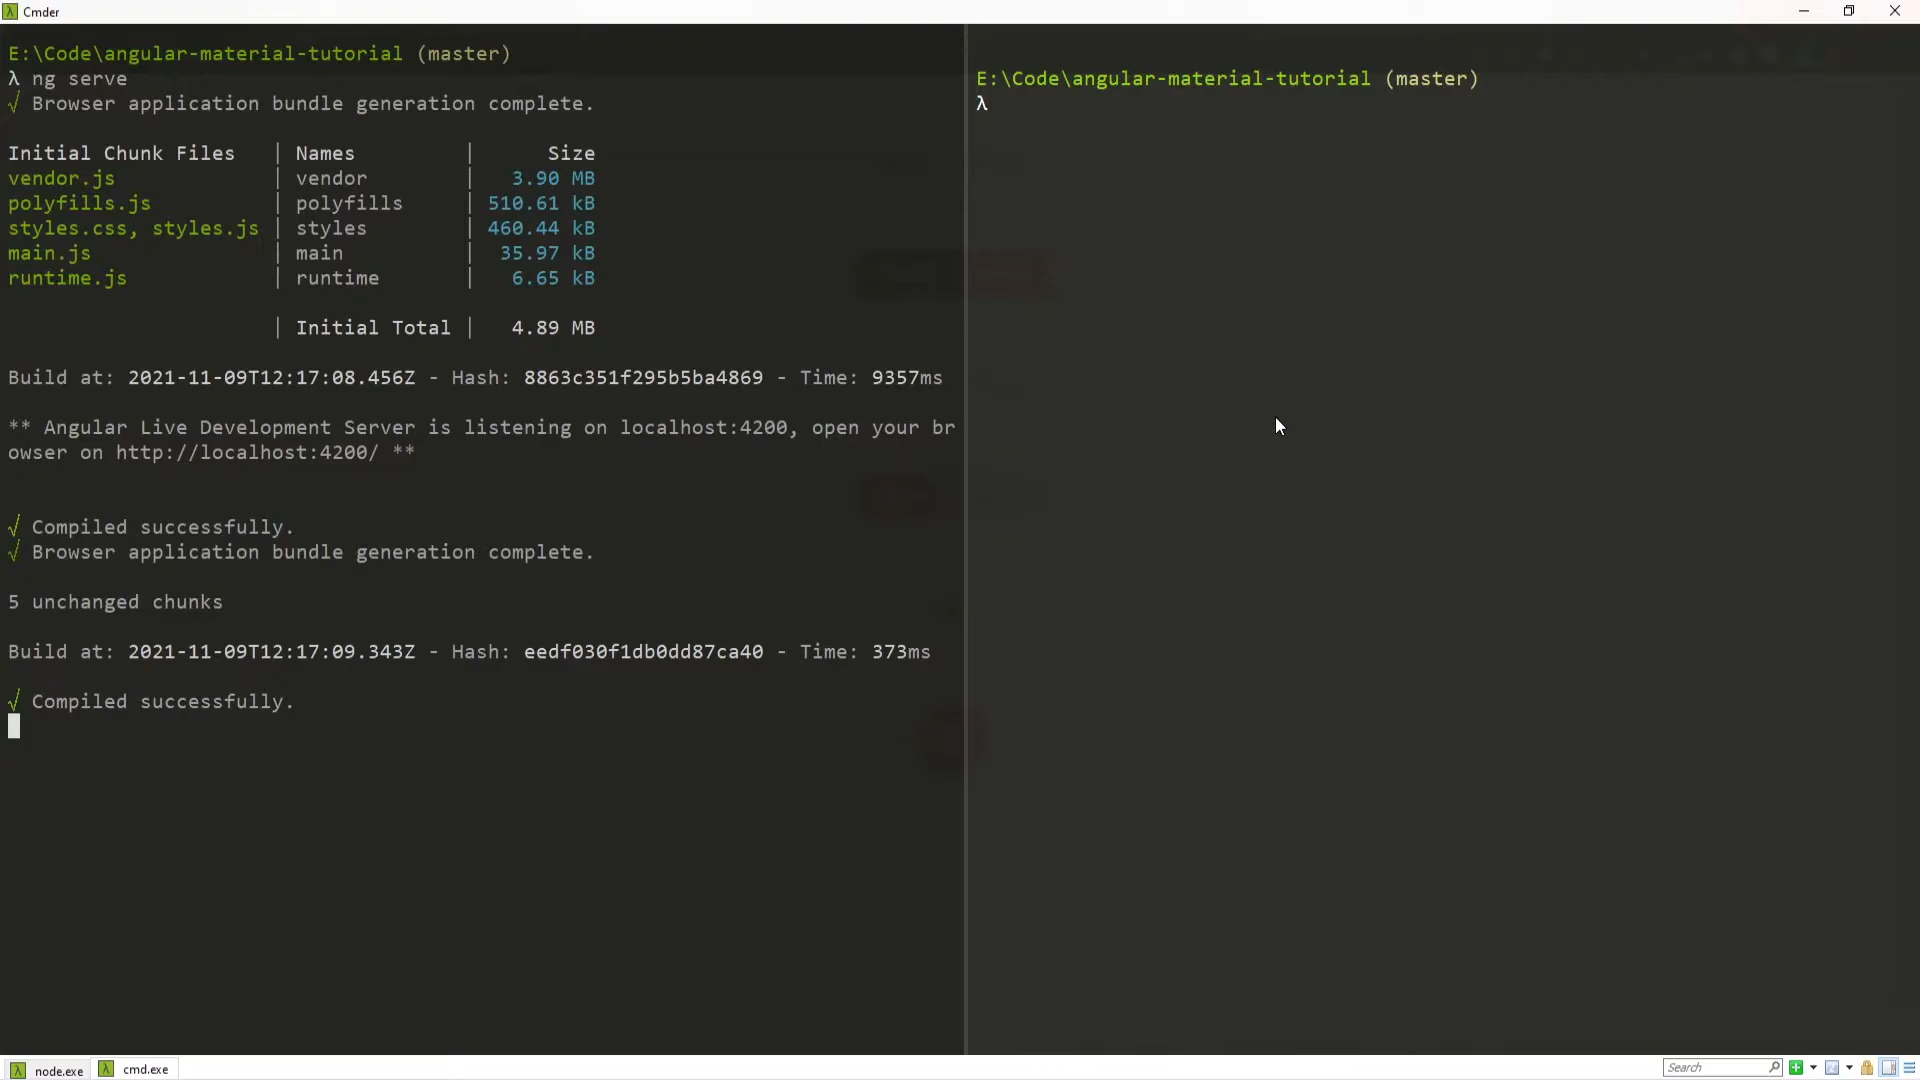 Cmder
E:\Code\angular-material-tutorial (master)
λ ng serve
√ Browser application bundle generation complete.
Initial Chunk Files | Names | Size
vendor.js | vendor | 3.90 MB
polyfills.js | polyfills | 510.61 kB
styles.css, styles.js | styles | 460.44 kB
main.js | main | 35.97 kB
runtime.js | runtime | 6.65 kB
| Initial Total | 4.89 MB
Build at: 2021-11-09T12:17:08.456Z - Hash: 8863c351f295b5ba4869 - Time: 9357ms
** Angular Live Development Server is listening on localhost:4200, open your br
owser on http://localhost:4200/ **
√ Compiled successfully.
√ Browser application bundle generation complete.
5 unchanged chunks
Build at: 2021-11-09T12:17:09.343Z - Hash: eedf030f1db0dd87ca40 - Time: 373ms
√ Compiled successfully.
E:\Code\angular-material-tutorial (master)
λ
λ node.exe
λ cmd.exe
Search